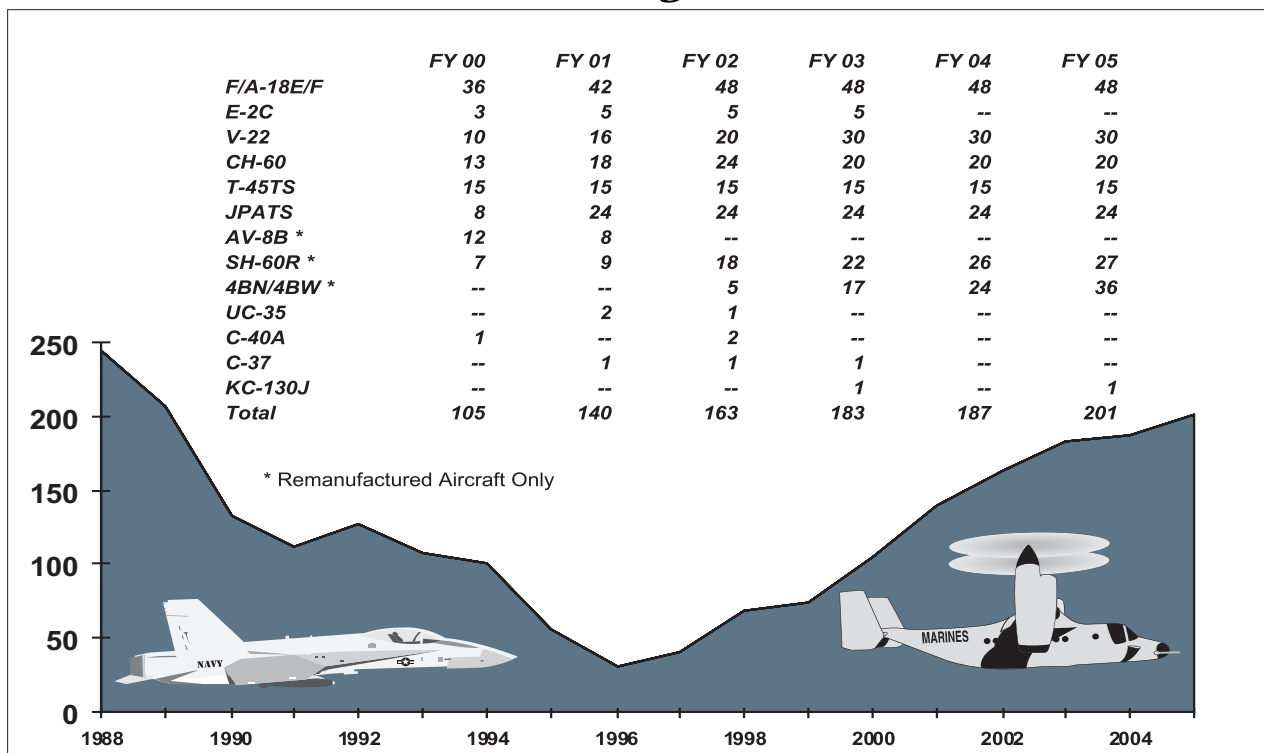 FY 00 FY 01 FY 02 FY 03 FY 04 FY 05
F/A-18E/F 36 42 48 48 48 48
E-2C 3 5 5 5 -- --
V-22 10 16 20 30 30 30
CH-60 13 18 24 20 20 20
T-45TS 15 15 15 15 15 15
JPATS 8 24 24 24 24 24
AV-8B * 12 8 -- -- -- --
SH-60R * 7 9 18 22 26 27
4BN/4BW * -- -- 5 17 24 36
UC-35 -- 2 1 -- -- --
C-40A 1 -- 2 -- -- --
C-37 -- 1 1 1 -- --
KC-130J -- -- -- 1 -- 1
Total 105 140 163 183 187 201
* Remanufactured Aircraft Only
250
200
150
100
50
0
NAVY
MARINES
1988 1990 1992 1994 1996 1998 2000 2002 2004